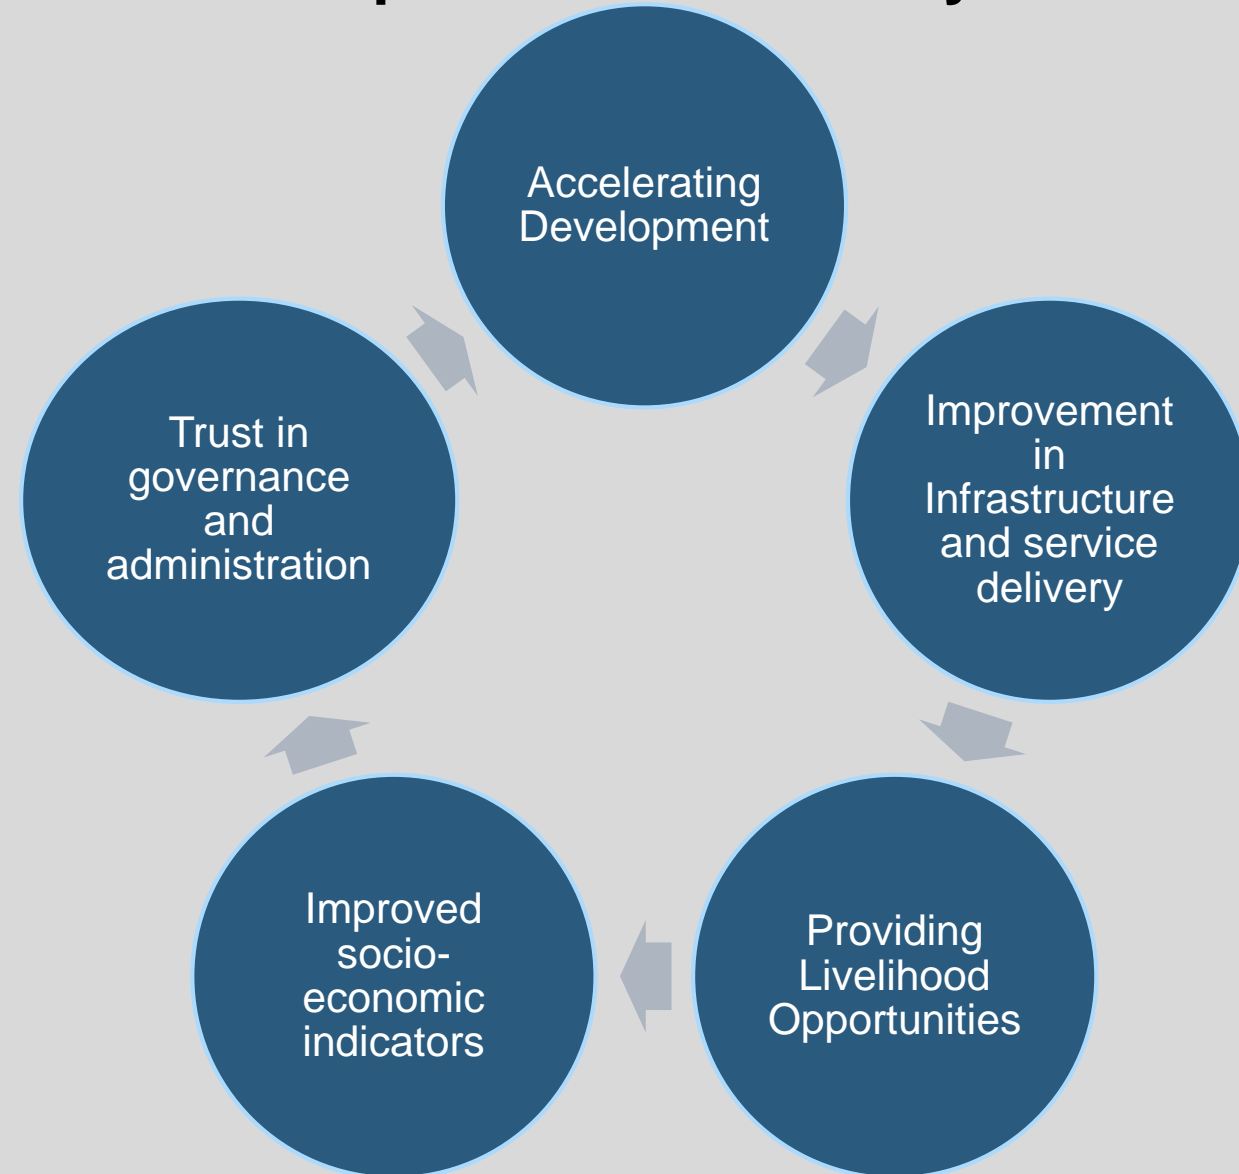 Accelerating
Development
Improvement
in
Infrastructure
and service
delivery
Providing
Livelihood
Opportunities
Improved
socio-
economic
indicators
Trust in
governance
and
administration